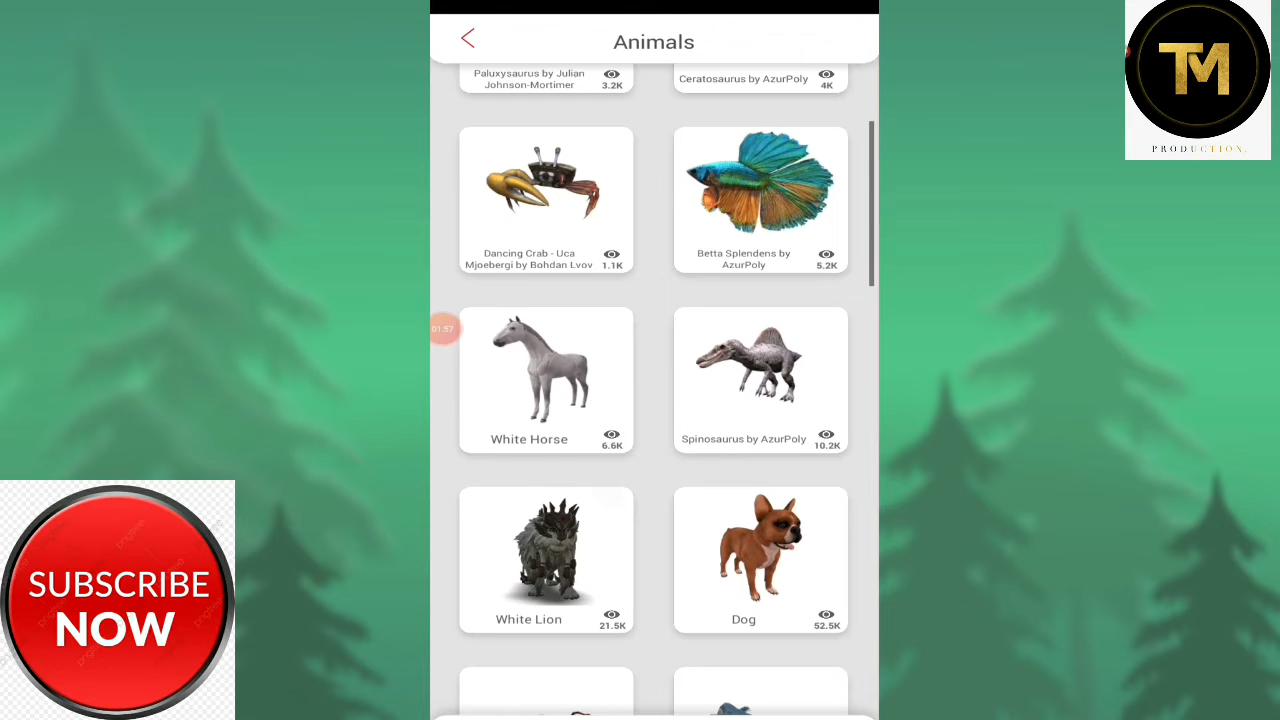 Animals
Paluxysaurus by Julian
Johnson-Mortimer
3.2K
Ceratosaurus by AzurPoly
4K
Dancing Crab - Uca
Mjoebergi by Bohdan Lvov
1.1K
Betta Splendens by
AzurPoly
5.2K
01:57
White Horse
6.6K
Spinosaurus by AzurPoly
10.2K
White Lion
21.5K
Dog
52.5K
SUBSCRIBE
NOW
TM
PRODUCTION.